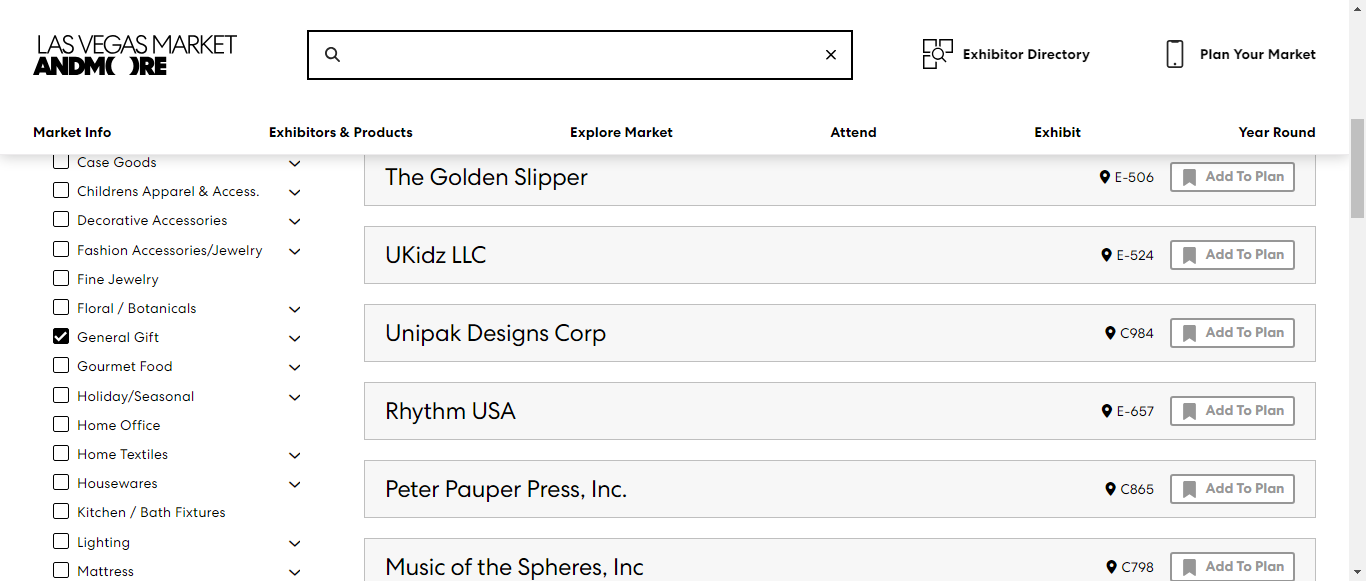 LAS VEGAS MARKET
ANDMORE
Exhibitor Directory
Plan Your Market
Market Info
Exhibitors & Products
Explore Market
Attend
Exhibit
Year Round
Case Goods
Childrens Apparel & Access.
Decorative Accessories
Fashion Accessories/Jewelry
Fine Jewelry
Floral / Botanicals
General Gift
Gourmet Food
Holiday/Seasonal
Home Office
Home Textiles
Housewares
Kitchen / Bath Fixtures
Lighting
Mattress
The Golden Slipper E-506 Add To Plan
UKidz LLC E-524 Add To Plan
Unipak Designs Corp C984 Add To Plan
Rhythm USA E-657 Add To Plan
Peter Pauper Press, Inc. C865 Add To Plan
Music of the Spheres, Inc C798 Add To Plan